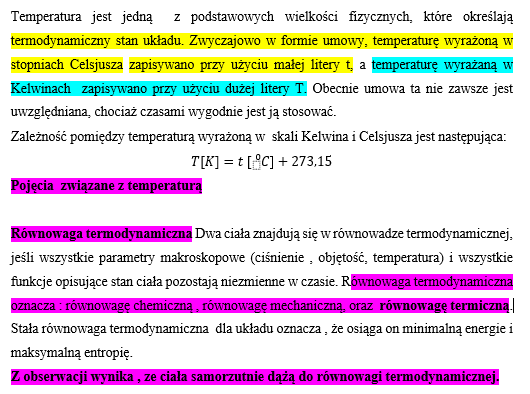 Temperatura jest jedną z podstawowych wielkości fizycznych, które określają
termodynamiczny stan układu. Zwyczajowo w formie umowy, temperaturę wyrażoną w
stopniach Celsjusza zapisywano przy użyciu małej litery t, a temperaturę wyrażaną w
Kelwinach zapisywano przy użyciu dużej litery T. Obecnie umowa ta nie zawsze jest
uwzględniana, chociaż czasami wygodnie jest ją stosować.
Zależność pomiędzy temperaturą wyrażoną w skali Kelwina i Celsjusza jest następująca:
T[K] = t [⁰C] + 273,15
Pojęcia związane z temperaturą
Równowaga termodynamiczna Dwa ciała znajdują się w równowadze termodynamicznej,
jeśli wszystkie parametry makroskopowe (ciśnienie , objętość, temperatura) i wszystkie
funkcje opisujące stan ciała pozostają niezmienne w czasie. Równowaga termodynamiczna
oznacza : równowagę chemiczną , równowagę mechaniczną, oraz równowagę termiczną.
Stała równowaga termodynamiczna dla układu oznacza , że osiąga on minimalną energie i
maksymalną entropię.
Z obserwacji wynika , ze ciała samorzutnie dążą do równowagi termodynamicznej.